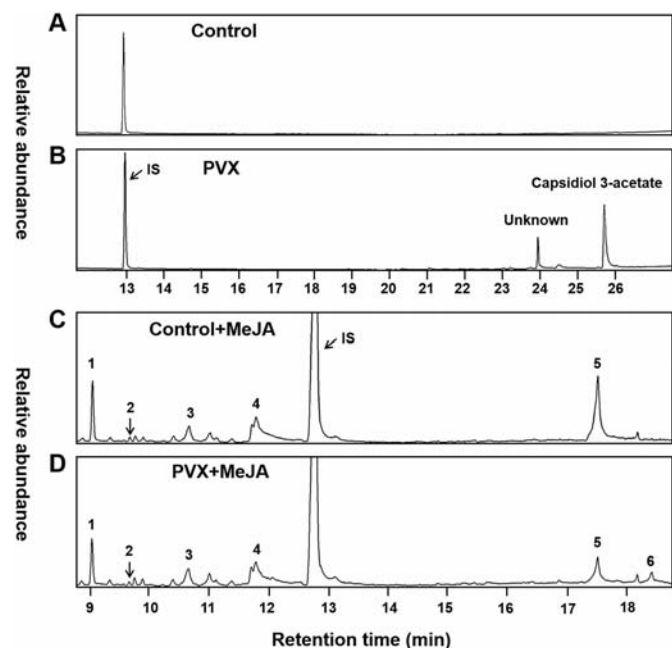 A
Control
Relative abundance
B
PVX
IS
Unknown
Capsidiol 3-acetate
13 14 15 16 17 18 19 20 21 22 23 24 25 26
C
Control+MeJA
IS
1
2
3
4
5
Relative abundance
D
PVX+MeJA
1
2
3
4
5
6
9 10 11 12 13 14 15 16 17 18
Retention time (min)